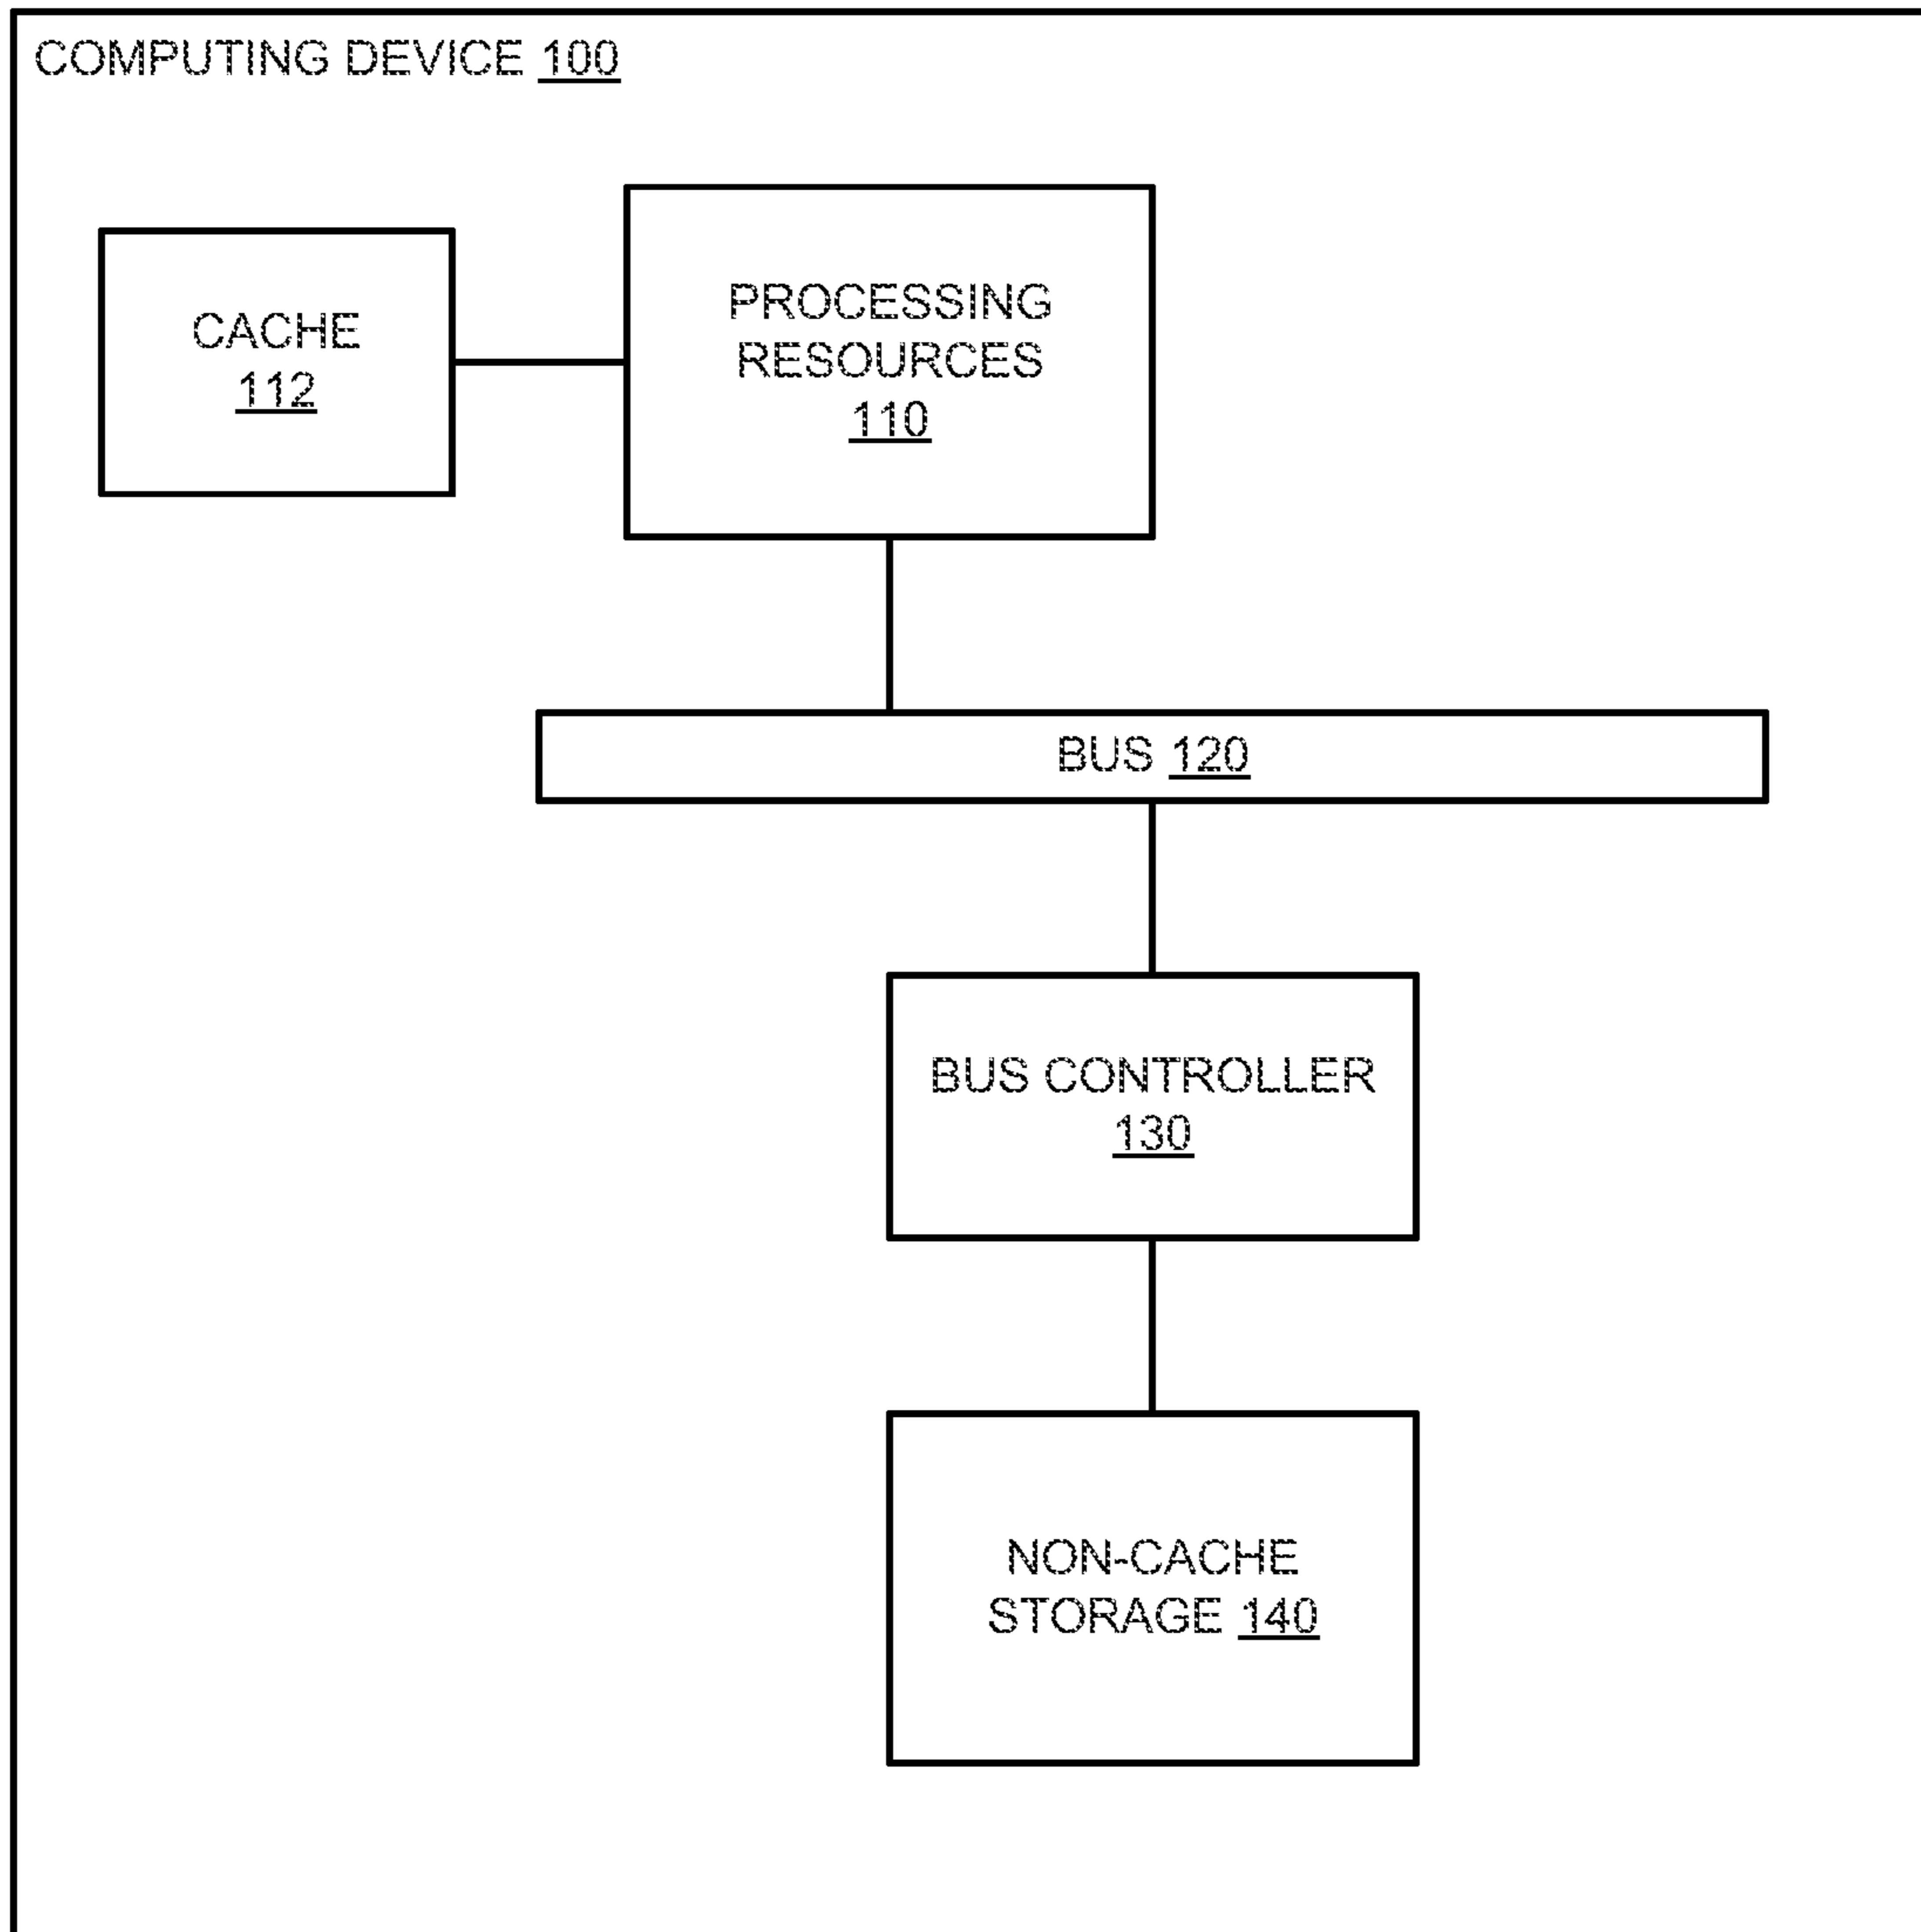 COMPUTING DEVICE 100
CACHE
112
PROCESSING
RESOURCES
110
BUS 120
BUS CONTROLLER
130
NON-CACHE
STORAGE 140